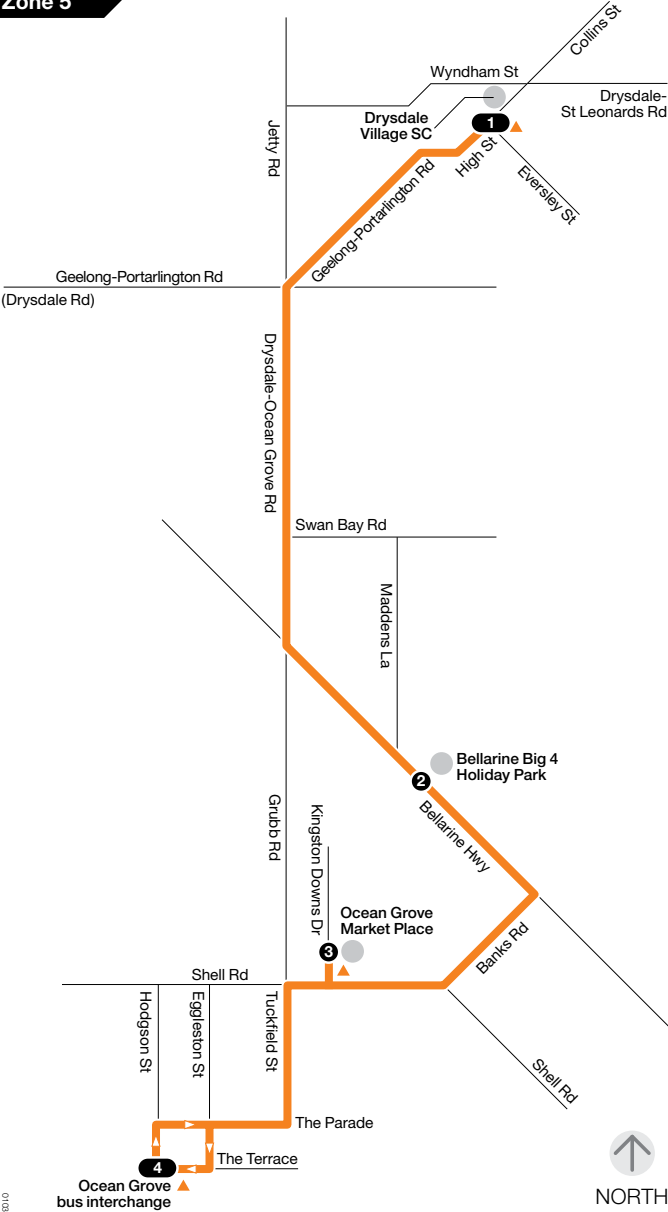 Zone 5
Collins St
Wyndham St
Drysdale-
St Leonards Rd
Drysdale
Village SC
1
Jetty Rd
High St
Eversley St
Geelong-Portarlington Rd
Geelong-Portarlington Rd
(Drysdale Rd)
Drysdale-Ocean Grove Rd
Swan Bay Rd
Maddens La
Bellarine Big 4
Holiday Park
2
Bellarine Hwy
Grubb Rd
Kingston Downs Dr
Ocean Grove
Market Place
3
Banks Rd
Shell Rd
Hodgson St
Eggleston St
Tuckfield St
Shell Rd
The Parade
The Terrace
4
Ocean Grove
bus interchange
NORTH
0103